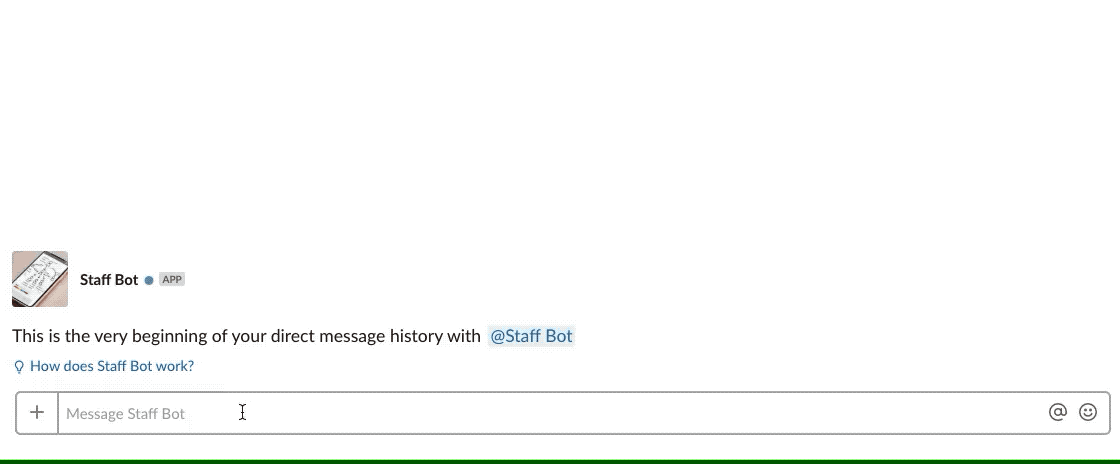 Staff Bot APP
This is the very beginning of your direct message history with @Staff Bot
How does Staff Bot work?
Message Staff Bot